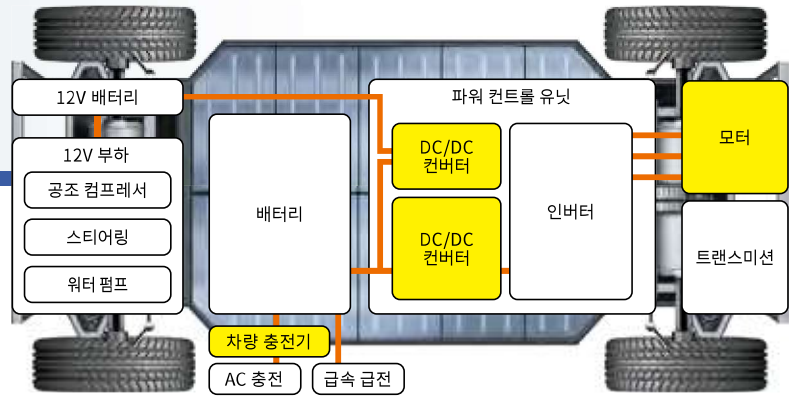 12V 배터리
파워 컨트롤 유닛
12V 부하
공조 컴프레서
스티어링
워터 펌프
배터리
DC/DC
컨버터
DC/DC
컨버터
인버터
모터
트랜스미션
차량 충전기
AC 충전
급속 급전